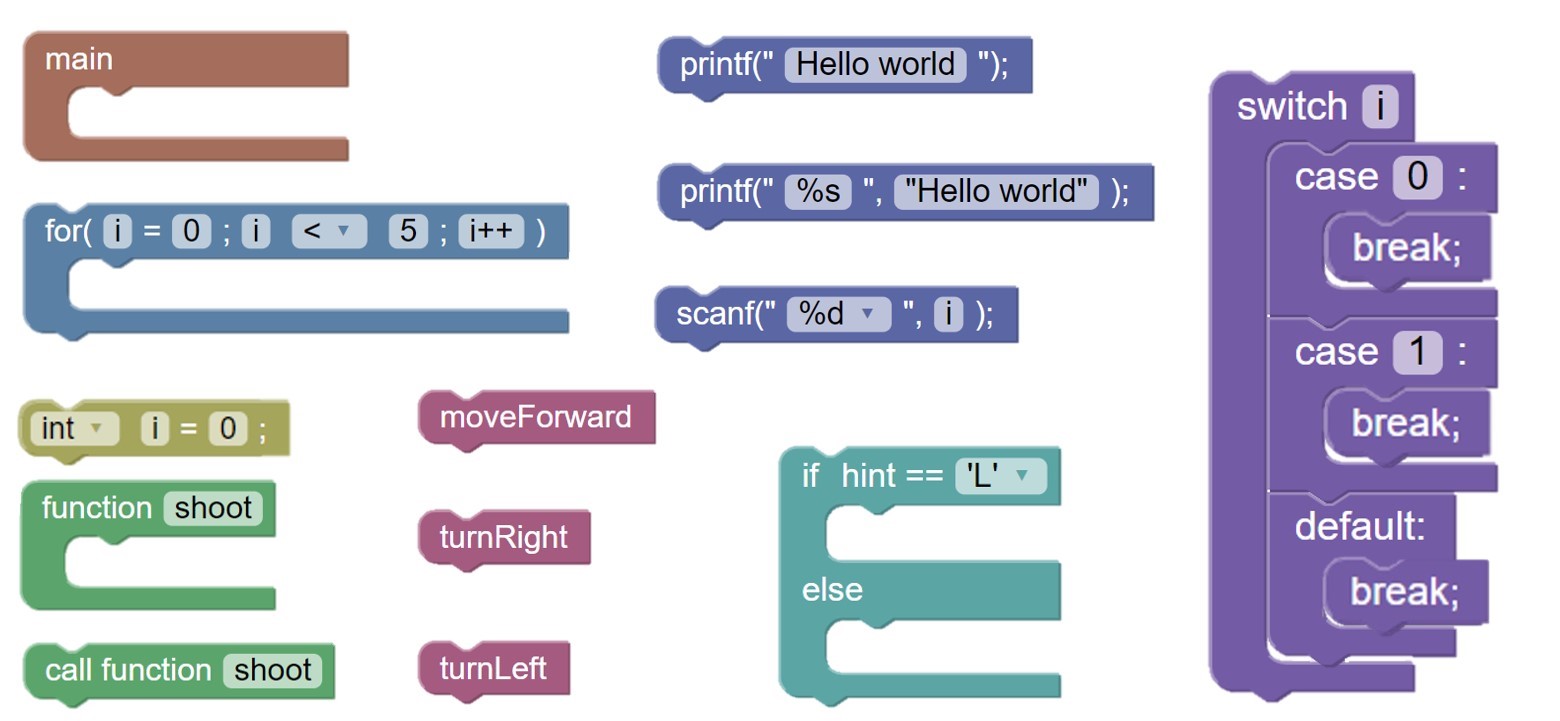 main
for( i = 0 ; i < ▼ 5 ; i++ )
int ▼ i = 0 ;
function shoot
call function shoot
moveForward
turnRight
turnLeft
printf(" Hello world ");
printf(" %s ", "Hello world" );
scanf(" %d ▼ ", i );
if hint == 'L' ▼
else
switch i
case 0 :
break;
case 1 :
break;
default:
break;